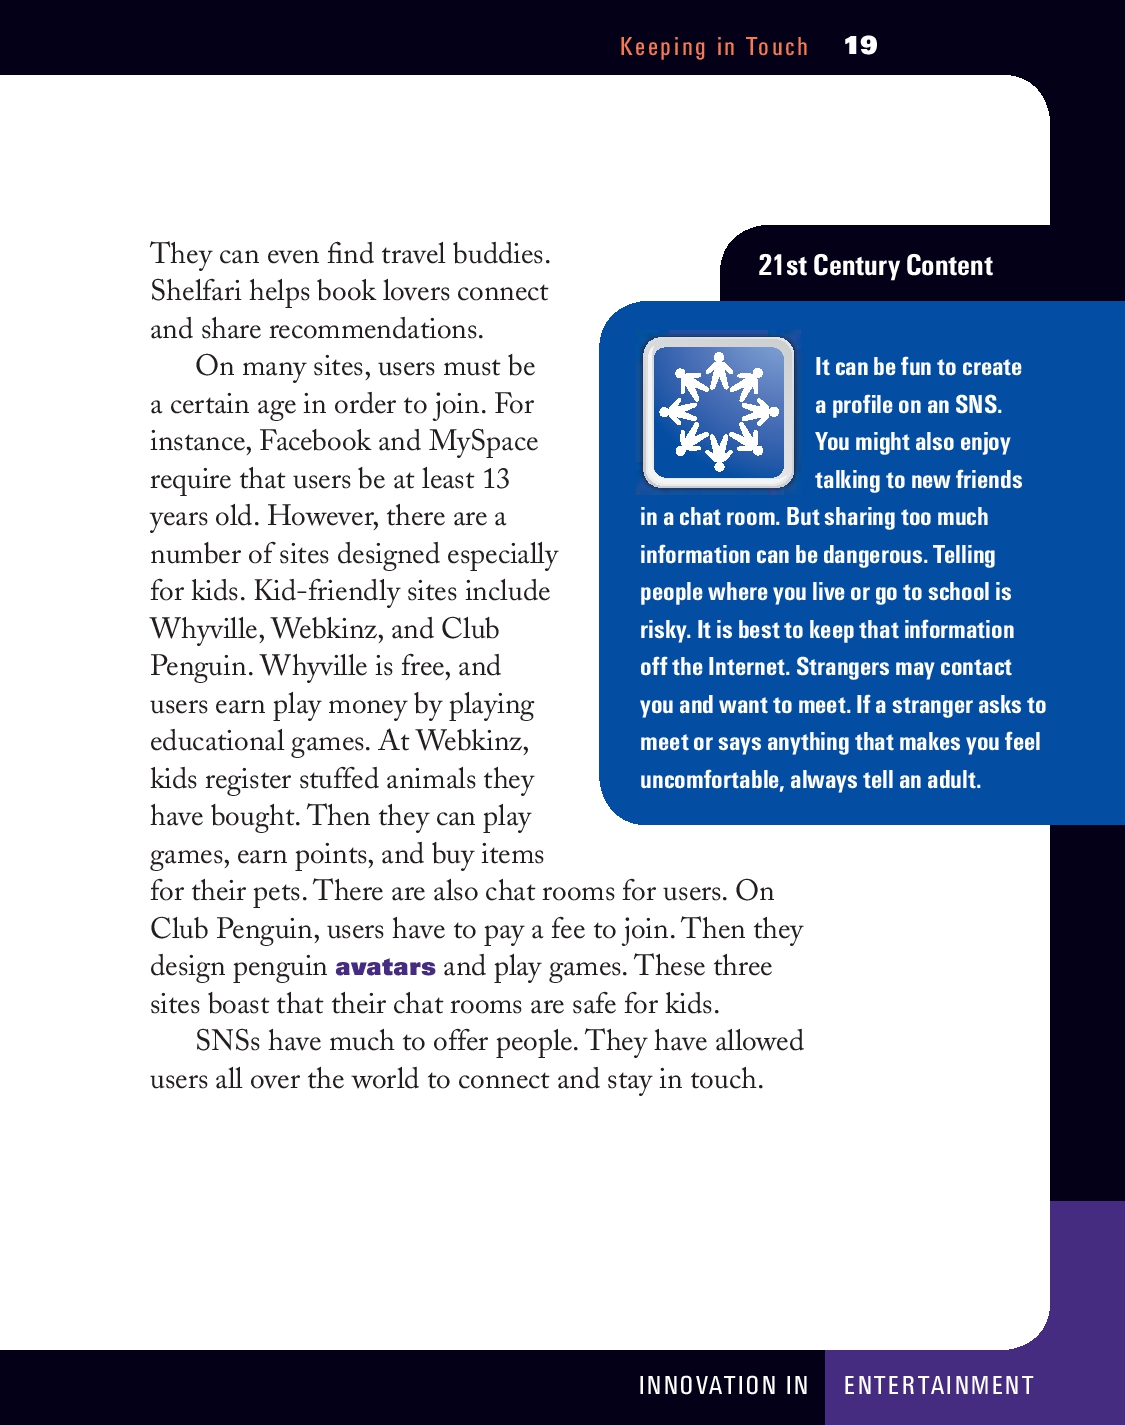 Keeping in Touch 19
They can even find travel buddies.
Shelfari helps book lovers connect
and share recommendations.
On many sites, users must be
a certain age in order to join. For
instance, Facebook and MySpace
require that users be at least 13
years old. However, there are a
number of sites designed especially
for kids. Kid-friendly sites include
Whyville, Webkinz, and Club
Penguin. Whyville is free, and
users earn play money by playing
educational games. At Webkinz,
kids register stuffed animals they
have bought. Then they can play
games, earn points, and buy items
for their pets. There are also chat rooms for users. On
Club Penguin, users have to pay a fee to join. Then they
design penguin avatars and play games. These three
sites boast that their chat rooms are safe for kids.
SNSs have much to offer people. They have allowed
users all over the world to connect and stay in touch.
21st Century Content
It can be fun to create
a profile on an SNS.
You might also enjoy
talking to new friends
in a chat room. But sharing too much
information can be dangerous. Telling
people where you live or go to school is
risky. It is best to keep that information
off the Internet. Strangers may contact
you and want to meet. If a stranger asks to
meet or says anything that makes you feel
uncomfortable, always tell an adult.
INNOVATION IN ENTERTAINMENT